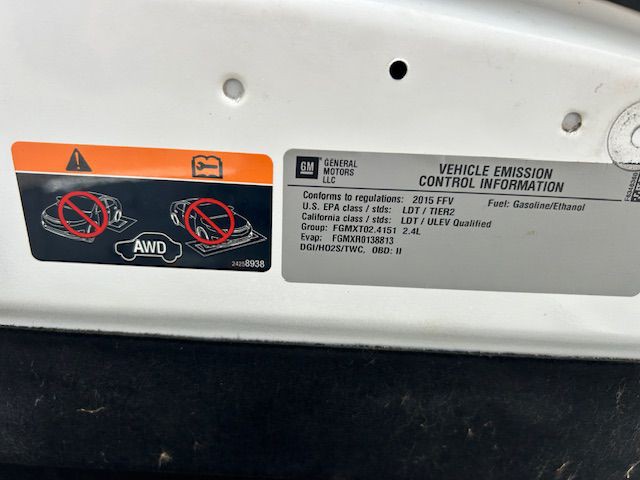 AWD
24258938
GM
GENERAL
MOTORS
LLC
VEHICLE EMISSION
CONTROL INFORMATION
Conforms to regulations: 2015 FFV Fuel: Gasoline/Ethanol
U.S. EPA class / stds: LDT / TIER2
California class / stds: LDT / ULEV Qualified
Group: FGMXT02.4151 2.4L
Evap: FGMXR0138813
DGI/HO2S/TWC, OBD: II